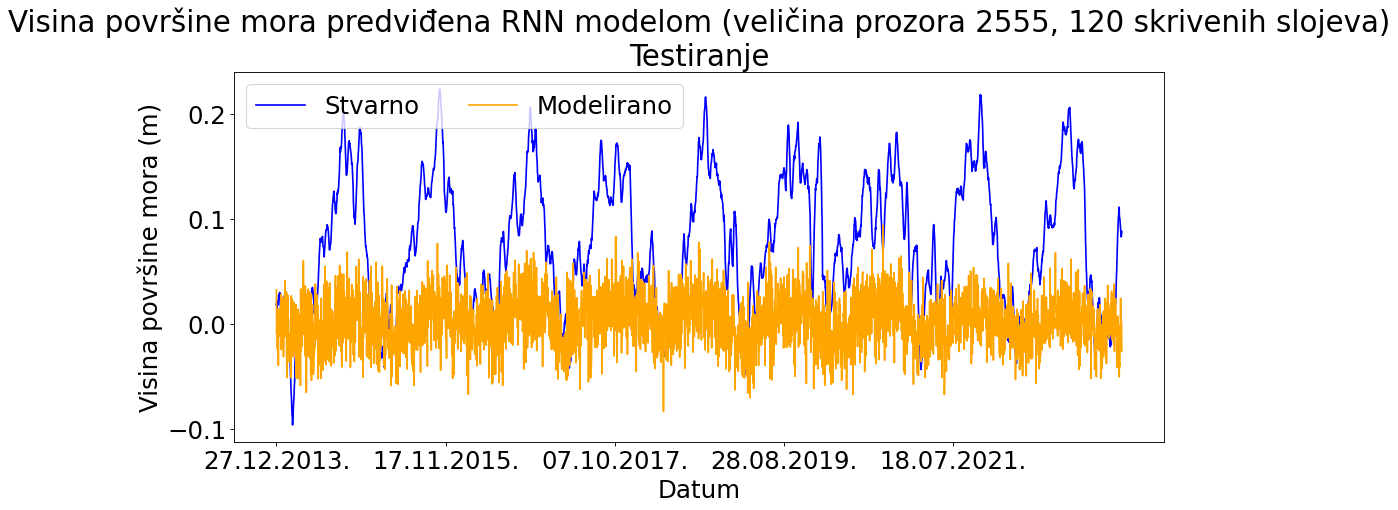 Visina površine mora predviđena RNN modelom (veličina prozora 2555, 120 skrivenih slojeva)
Testiranje
Stvarno Modelirano
Visina površine mora (m)
0.2
0.1
0.0
−0.1
27.12.2013. 17.11.2015. 07.10.2017. 28.08.2019. 18.07.2021.
Datum